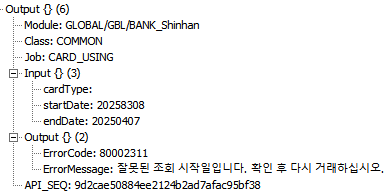 Output {} (6)
Module: GLOBAL/GBL/BANK_Shinhan
Class: COMMON
Job: CARD_USING
Input {} (3)
cardType:
startDate: 20258308
endDate: 20250407
Output {} (2)
ErrorCode: 80002311
ErrorMessage: 잘못된 조회 시작일입니다. 확인 후 다시 거래하십시오.
API_SEQ: 9d2cae50884ee2124b2ad7afac95bf38